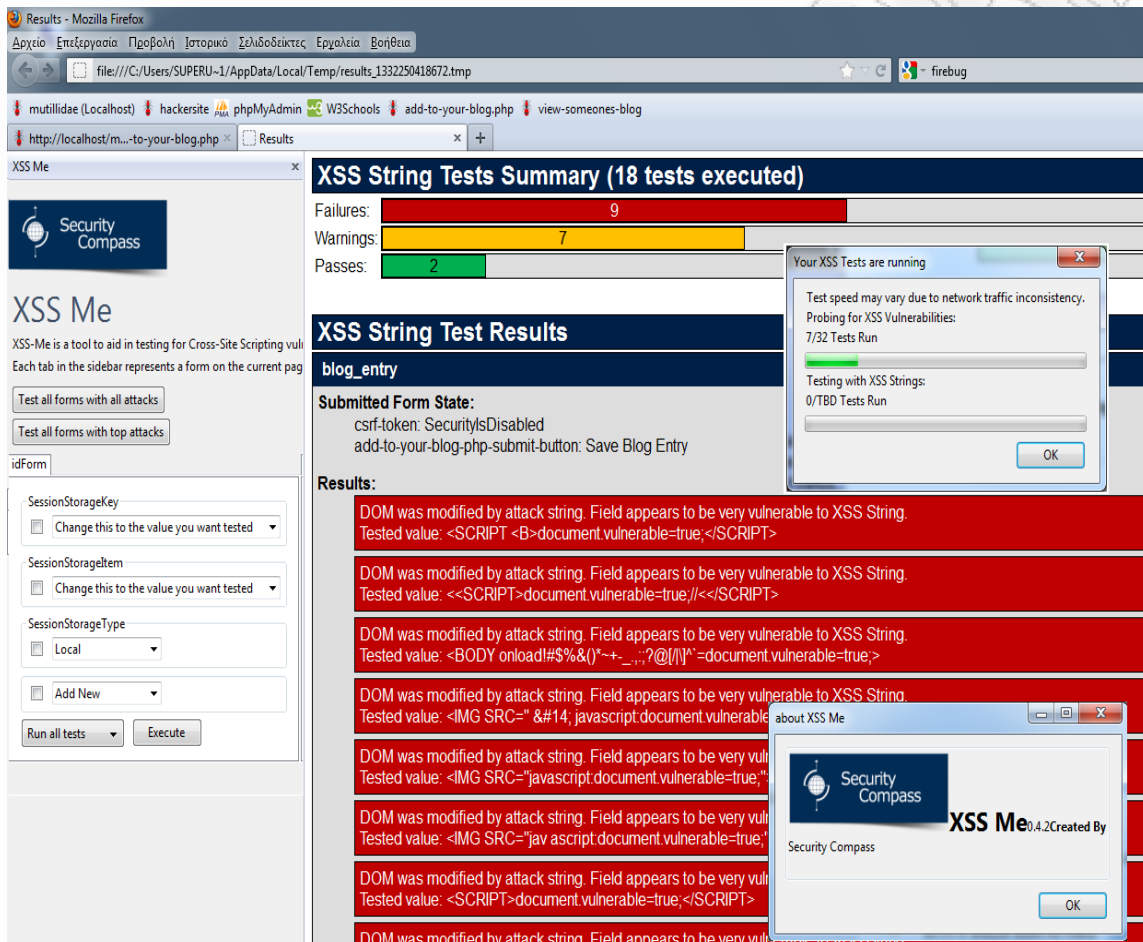 Results - Mozilla Firefox
Αρχείο Επεξεργασία Προβολή Ιστορικό Σελιδοδείκτες Εργαλεία Βοήθεια
file:///C:/Users/SUPERU~1/AppData/Local/Temp/results_1332250418672.tmp
firebug
mutillidae (Localhost) hackersite phpMyAdmin W3Schools add-to-your-blog.php view-someones-blog
http://localhost/m...-to-your-blog.php
Results
XSS Me
Security Compass
XSS Me
XSS-Me is a tool to aid in testing for Cross-Site Scripting vul
Each tab in the sidebar represents a form on the current pag
Test all forms with all attacks
Test all forms with top attacks
idForm
SessionStorageKey
Change this to the value you want tested
SessionStorageItem
Change this to the value you want tested
SessionStorageType
Local
Add New
Run all tests
Execute
XSS String Tests Summary (18 tests executed)
Failures: 9
Warnings: 7
Passes: 2
XSS String Test Results
blog_entry
Submitted Form State:
csrf-token: SecurityIsDisabled
add-to-your-blog-php-submit-button: Save Blog Entry
Results:
DOM was modified by attack string. Field appears to be very vulnerable to XSS String.
Tested value: <SCRIPT <B>document.vulnerable=true;</SCRIPT>
DOM was modified by attack string. Field appears to be very vulnerable to XSS String.
Tested value: <<SCRIPT>document.vulnerable=true;//<</SCRIPT>
DOM was modified by attack string. Field appears to be very vulnerable to XSS String.
Tested value: <BODY onload!#$%&()*~+-_.,:;?@[/|\]^`=document.vulnerable=true;>
DOM was modified by attack string. Field appears to be very vulnerable to XSS String.
Tested value: <IMG SRC=" &#14; javascript:document.vulnerable
DOM was modified by attack string. Field appears to be very vul
Tested value: <IMG SRC="javascript:document.vulnerable=true;"
DOM was modified by attack string. Field appears to be very vul
Tested value: <IMG SRC="jav ascript:document.vulnerable=true;"
DOM was modified by attack string. Field appears to be very vul
Tested value: <SCRIPT>document.vulnerable=true;</SCRIPT>
DOM was modified by attack string. Field appears to be very
Your XSS Tests are running
Test speed may vary due to network traffic inconsistency.
Probing for XSS Vulnerabilities:
7/32 Tests Run
Testing with XSS Strings:
0/TBD Tests Run
OK
about XSS Me
Security Compass
XSS Me0.4.2Created By
Security Compass
OK